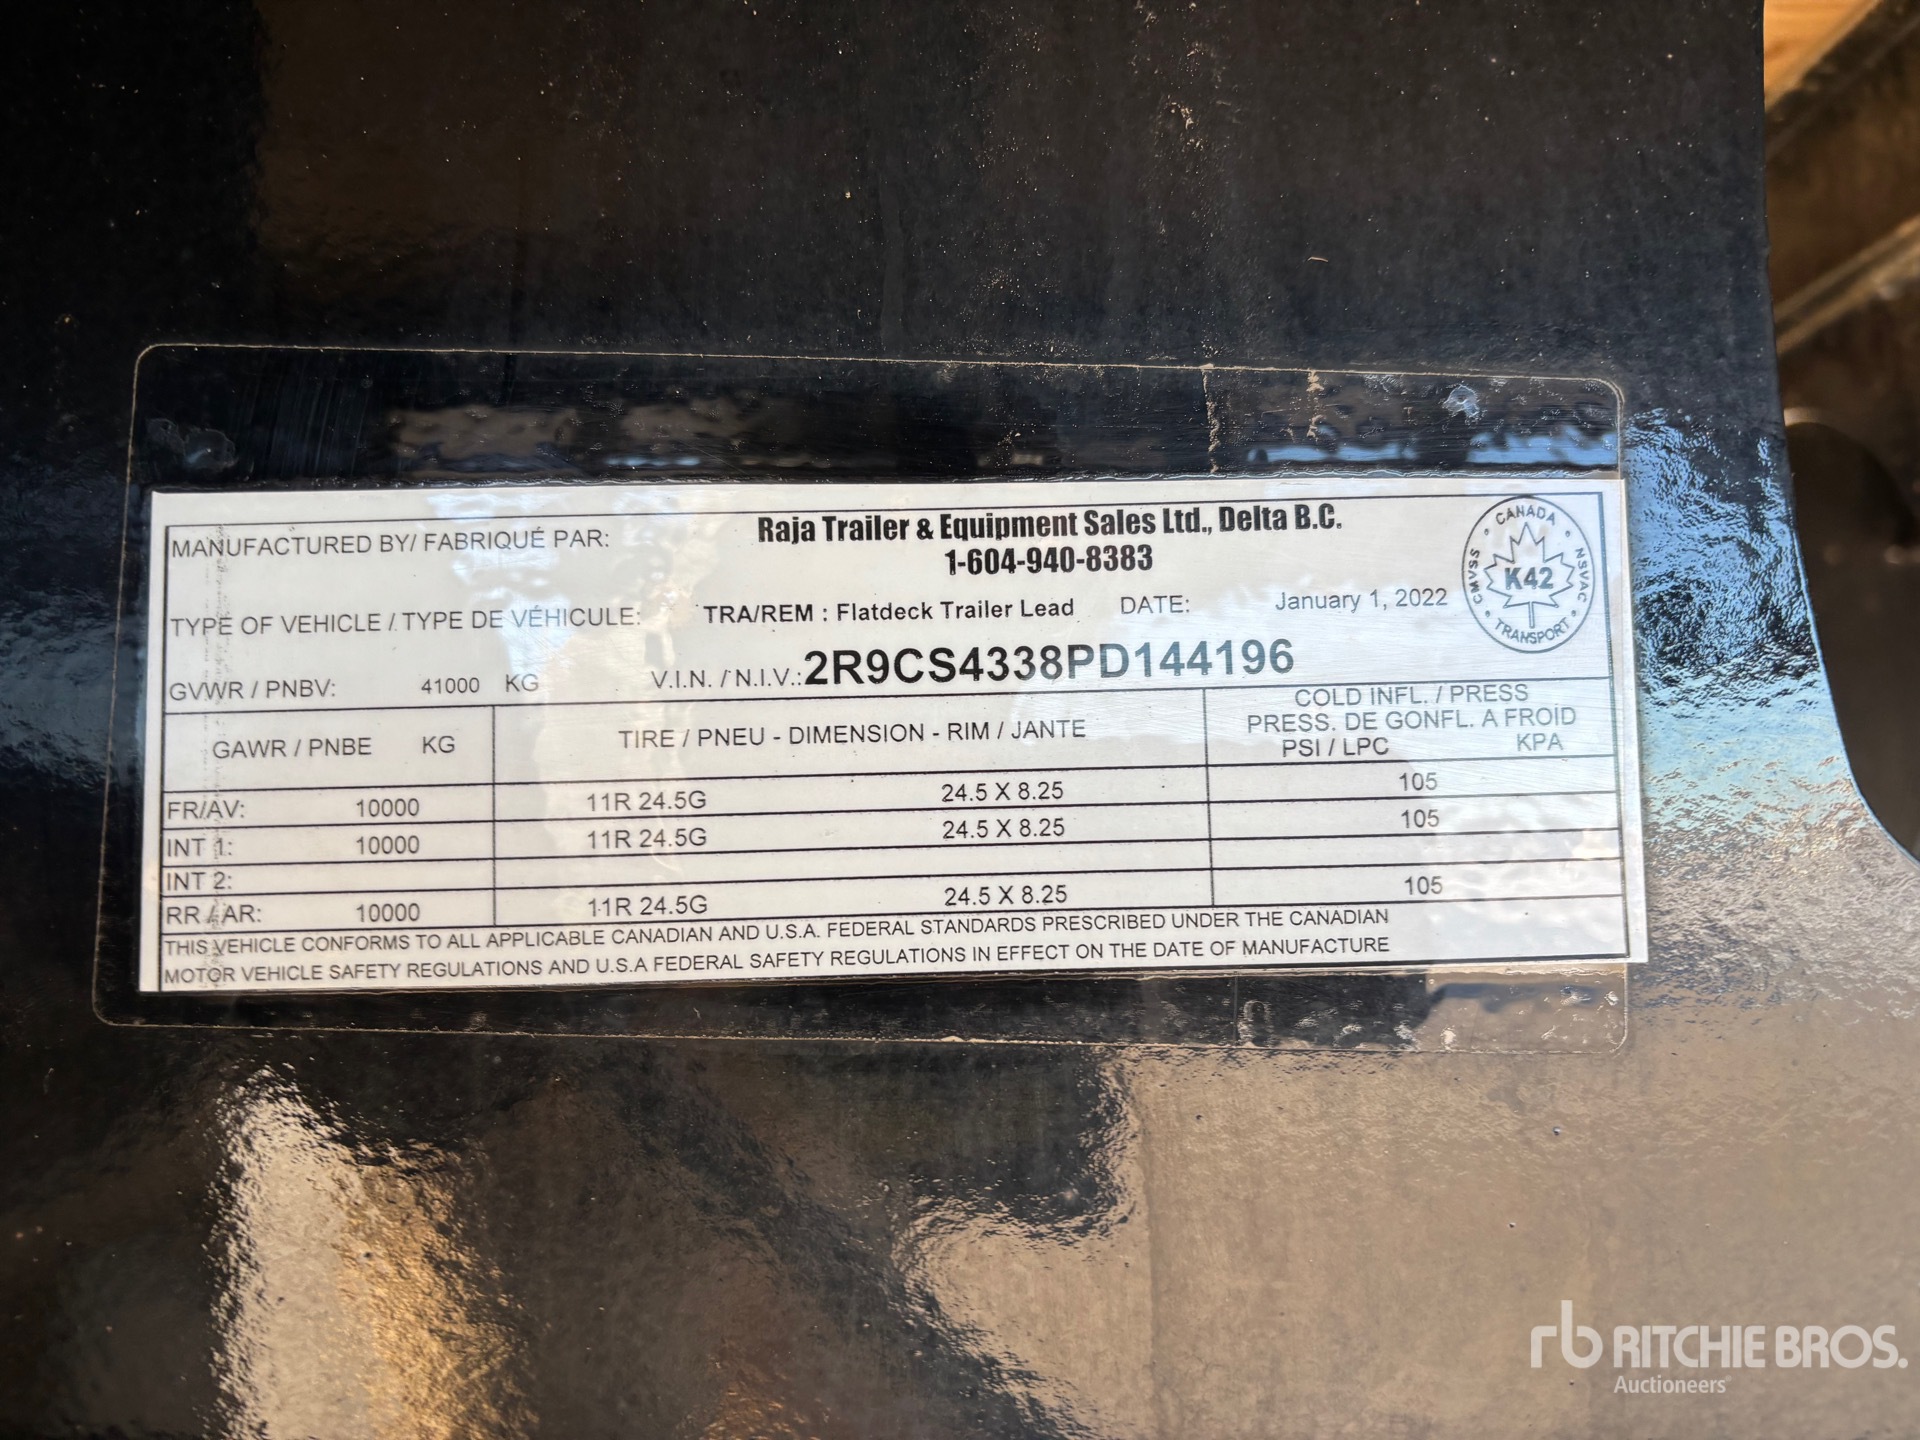 MANUFACTURED BY/ FABRIQUÉ PAR: Raja Trailer & Equipment Sales Ltd., Delta B.C.
1-604-940-8383
TYPE OF VEHICLE / TYPE DE VÉHICULE: TRA/REM : Flatdeck Trailer Lead DATE: January 1, 2022
CANADA
CMVSS K42 NSVAC
TRANSPORT
GVWR / PNBV: 41000 KG V.I.N. / N.I.V.: 2R9CS4338PD144196
GAWR / PNBE KG TIRE / PNEU - DIMENSION - RIM / JANTE
COLD INFL. / PRESS
PRESS. DE GONFL. A FROID
PSI / LPC KPA
FR/AV: 10000 11R 24.5G 24.5 X 8.25 105
INT 1: 10000 11R 24.5G 24.5 X 8.25 105
INT 2:
RR / AR: 10000 11R 24.5G 24.5 X 8.25 105
THIS VEHICLE CONFORMS TO ALL APPLICABLE CANADIAN AND U.S.A. FEDERAL STANDARDS PRESCRIBED UNDER THE CANADIAN
MOTOR VEHICLE SAFETY REGULATIONS AND U.S.A FEDERAL SAFETY REGULATIONS IN EFFECT ON THE DATE OF MANUFACTURE
rb RITCHIE BROS.
Auctioneers